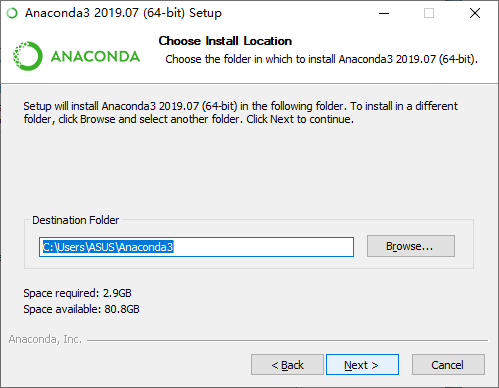 Anaconda3 2019.07 (64-bit) Setup
ANACONDA
Choose Install Location
Choose the folder in which to install Anaconda3 2019.07 (64-bit).
Setup will install Anaconda3 2019.07 (64-bit) in the following folder. To install in a different
folder, click Browse and select another folder. Click Next to continue.
Destination Folder
C:\Users\ASUS\Anaconda3
Browse...
Space required: 2.9GB
Space available: 80.8GB
Anaconda, Inc.
< Back
Next >
Cancel